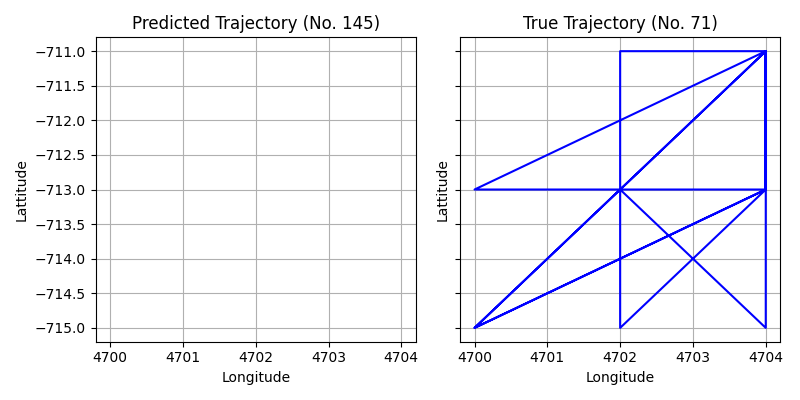 Predicted Trajectory (No. 145)
−711.0
−711.5
−712.0
−712.5
−713.0
−713.5
−714.0
−714.5
−715.0
Lattitude
4700 4701 4702 4703 4704
Longitude
True Trajectory (No. 71)
Lattitude
4700 4701 4702 4703 4704
Longitude